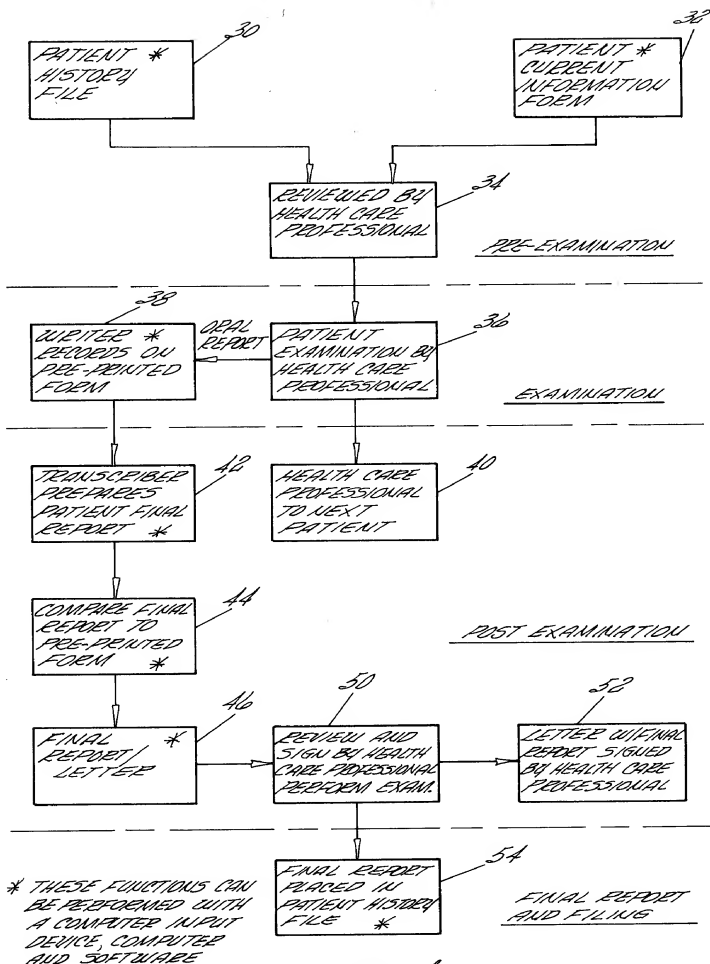 30
PATIENT *
HISTORY
FILE
32
PATIENT *
CURRENT
INFORMATION
FORM
34
REVIEWED BY
HEALTH CARE
PROFESSIONAL
PRE-EXAMINATION
38
WRITER *
RECORDS ON
PRE-PRINTED
FORM
ORAL
REPORT
36
PATIENT
EXAMINATION BY
HEALTH CARE
PROFESSIONAL
EXAMINATION
42
TRANSCRIBER
PREPARES
PATIENT FINAL
REPORT *
40
HEALTH CARE
PROFESSIONAL
TO NEXT
PATIENT
44
COMPARE FINAL
REPORT TO
PRE-PRINTED
FORM *
POST EXAMINATION
46
FINAL *
REPORT/
LETTER
50
REVIEW AND
SIGN BY HEALTH
CARE PROFESSIONAL
PERFORM EXAM.
52
LETTER W/FINAL
REPORT SIGNED
BY HEALTH CARE
PROFESSIONAL
54
FINAL REPORT
PLACED IN
PATIENT HISTORY
FILE *
FINAL REPORT
AND FILING
* THESE FUNCTIONS CAN
BE PERFORMED WITH
A COMPUTER INPUT
DEVICE, COMPUTER
AND SOFTWARE